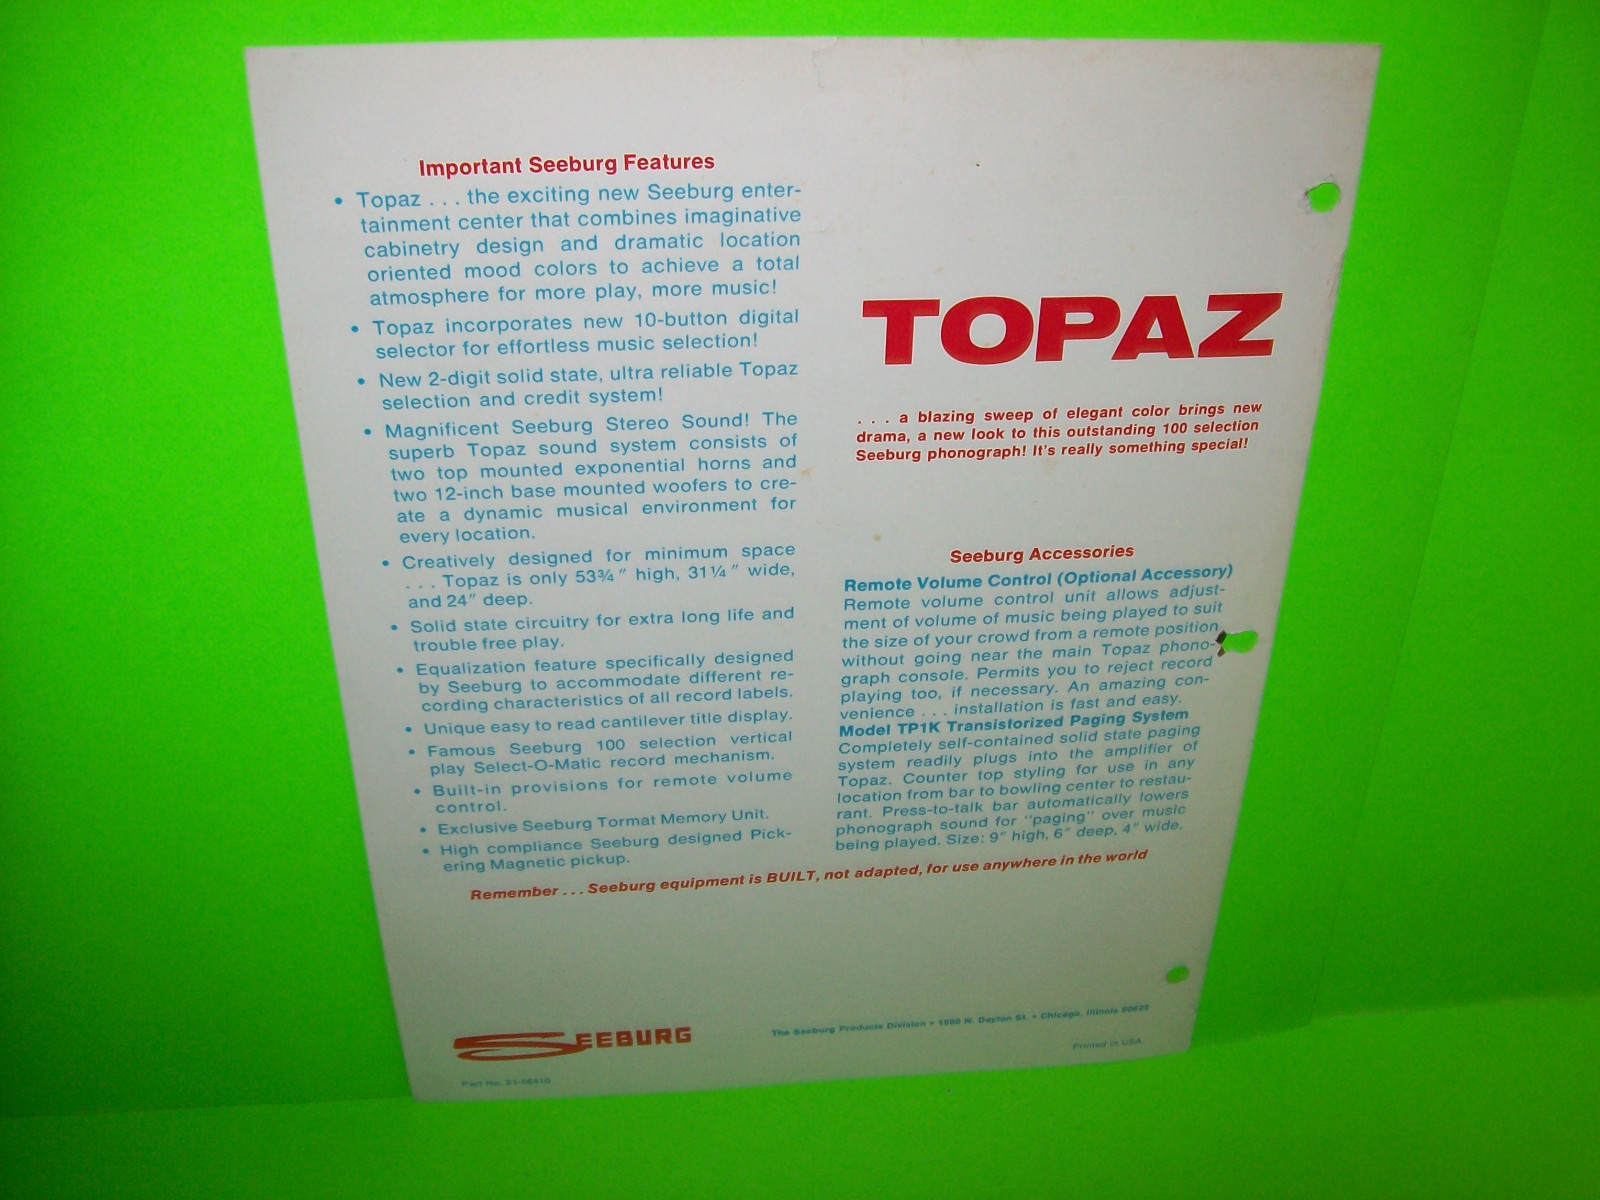 Important Seeburg Features
• Topaz . . . the exciting new Seeburg enter-
tainment center that combines imaginative
cabinetry design and dramatic location
oriented mood colors to achieve a total
atmosphere for more play, more music!
• Topaz incorporates new 10-button digital
selector for effortless music selection!
• New 2-digit solid state, ultra reliable Topaz
selection and credit system!
• Magnificent Seeburg Stereo Sound! The
superb Topaz sound system consists of
two top mounted exponential horns and
two 12-inch base mounted woofers to cre-
ate a dynamic musical environment for
every location.
• Creatively designed for minimum space
. . . Topaz is only 53¾" high, 31¼" wide,
and 24" deep.
• Solid state circuitry for extra long life and
trouble free play.
• Equalization feature specifically designed
by Seeburg to accommodate different re-
cording characteristics of all record labels.
• Unique easy to read cantilever title display.
• Famous Seeburg 100 selection vertical
play Select-O-Matic record mechanism.
• Built-in provisions for remote volume
control.
• Exclusive Seeburg Tormat Memory Unit.
• High compliance Seeburg designed Pick-
ering Magnetic pickup.
TOPAZ
. . . a blazing sweep of elegant color brings new
drama, a new look to this outstanding 100 selection
Seeburg phonograph! It's really something special!
Seeburg Accessories
Remote Volume Control (Optional Accessory)
Remote volume control unit allows adjust-
ment of volume of music being played to suit
the size of your crowd from a remote position
without going near the main Topaz phono-
graph console. Permits you to reject record
playing too, if necessary. An amazing con-
venience . . . installation is fast and easy.
Model TP1K Transistorized Paging System
Completely self-contained solid state paging
system readily plugs into the amplifier of
Topaz. Counter top styling for use in any
location from bar to bowling center to restau-
rant. Press-to-talk bar automatically lowers
phonograph sound for "paging" over music
being played. Size: 9" high, 6" deep, 4" wide.
Remember . . . Seeburg equipment is BUILT, not adapted, for use anywhere in the world
SEEBURG
The Seeburg Products Division • 1500 N. Dayton St. • Chicago, Illinois 60622
Printed in USA
Part No.